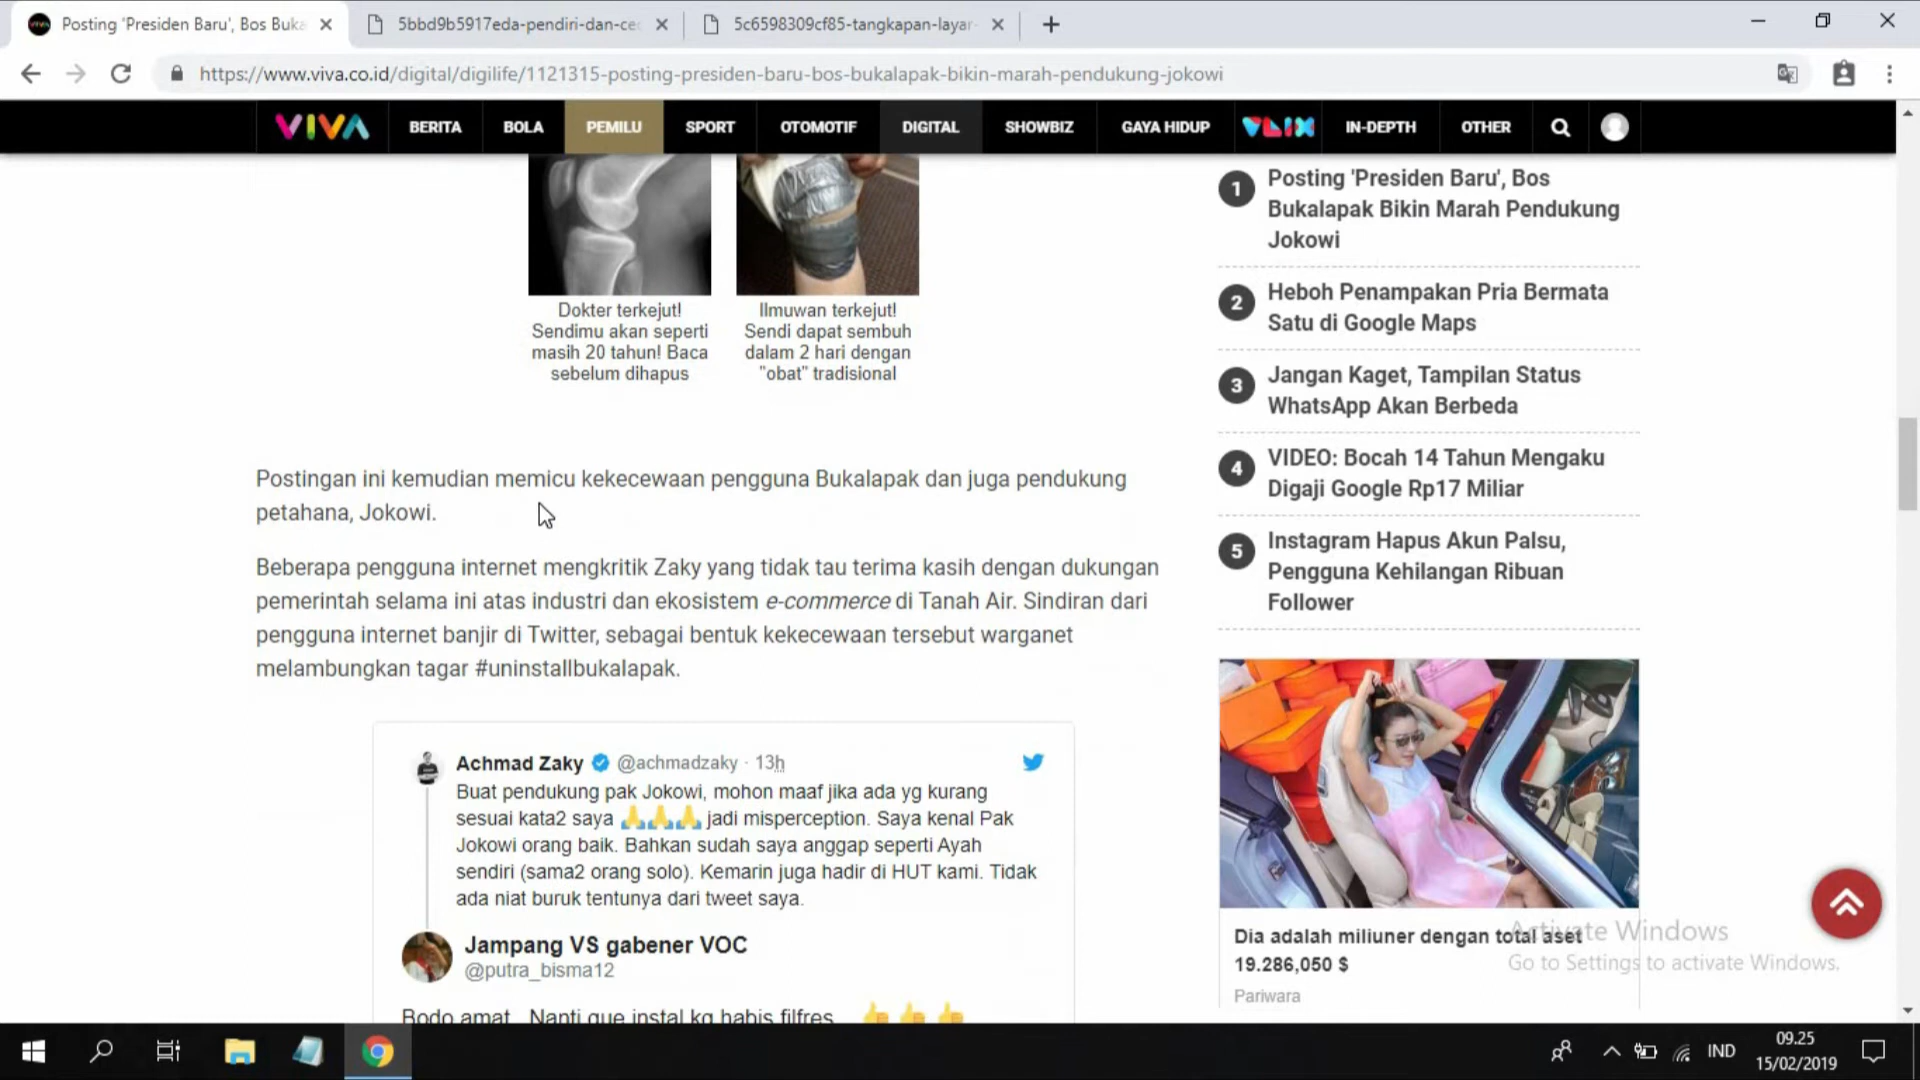 Posting 'Presiden Baru', Bos Buka
5bbd9b5917eda-pendiri-dan-ce
5c6598309cf85-tangkapan-layar-
https://www.viva.co.id/digital/digilife/1121315-posting-presiden-baru-bos-bukalapak-bikin-marah-pendukung-jokowi
VIVA BERITA BOLA PEMILU SPORT OTOMOTIF DIGITAL SHOWBIZ GAYA HIDUP VLIX IN-DEPTH OTHER
Dokter terkejut!
Sendimu akan seperti
masih 20 tahun! Baca
sebelum dihapus
Ilmuwan terkejut!
Sendi dapat sembuh
dalam 2 hari dengan
"obat" tradisional
Postingan ini kemudian memicu kekecewaan pengguna Bukalapak dan juga pendukung
petahana, Jokowi.
Beberapa pengguna internet mengkritik Zaky yang tidak tau terima kasih dengan dukungan
pemerintah selama ini atas industri dan ekosistem e-commerce di Tanah Air. Sindiran dari
pengguna internet banjir di Twitter, sebagai bentuk kekecewaan tersebut warganet
melambungkan tagar #uninstallbukalapak.
Achmad Zaky @achmadzaky · 13h
Buat pendukung pak Jokowi, mohon maaf jika ada yg kurang
sesuai kata2 saya 🙏🙏🙏 jadi misperception. Saya kenal Pak
Jokowi orang baik. Bahkan sudah saya anggap seperti Ayah
sendiri (sama2 orang solo). Kemarin juga hadir di HUT kami. Tidak
ada niat buruk tentunya dari tweet saya.
Jampang VS gabener VOC
@putra_bisma12
Bodo amat.. Nanti gue instal kg habis filfres.... 👍👍👍
1
Posting 'Presiden Baru', Bos
Bukalapak Bikin Marah Pendukung
Jokowi
2
Heboh Penampakan Pria Bermata
Satu di Google Maps
3
Jangan Kaget, Tampilan Status
WhatsApp Akan Berbeda
4
VIDEO: Bocah 14 Tahun Mengaku
Digaji Google Rp17 Miliar
5
Instagram Hapus Akun Palsu,
Pengguna Kehilangan Ribuan
Follower
Dia adalah miliuner dengan total aset
19.286,050 $
Pariwara
Activate Windows
Go to Settings to activate Windows.
IND
09.25
15/02/2019